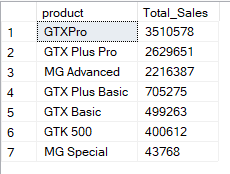 product Total_Sales
1 GTXPro 3510578
2 GTX Plus Pro 2629651
3 MG Advanced 2216387
4 GTX Plus Basic 705275
5 GTX Basic 499263
6 GTK 500 400612
7 MG Special 43768